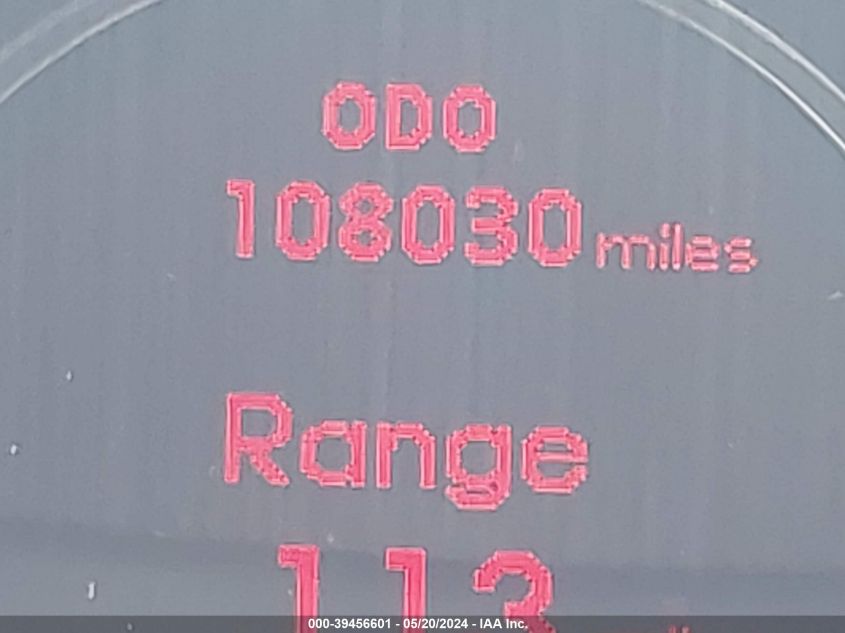 ODO
108030 miles
Range
113
000-39456601 - 05/20/2024 - IAA Inc.